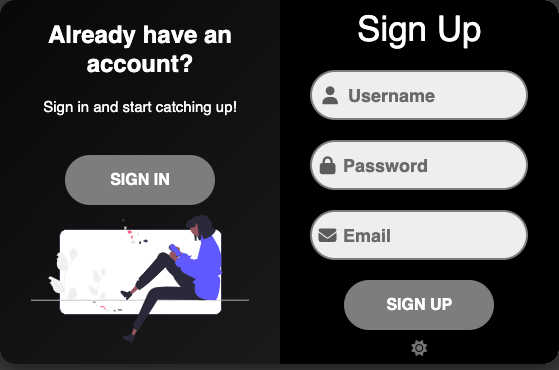 Already have an
account?
Sign in and start catching up!
SIGN IN
Sign Up
Username
Password
Email
SIGN UP